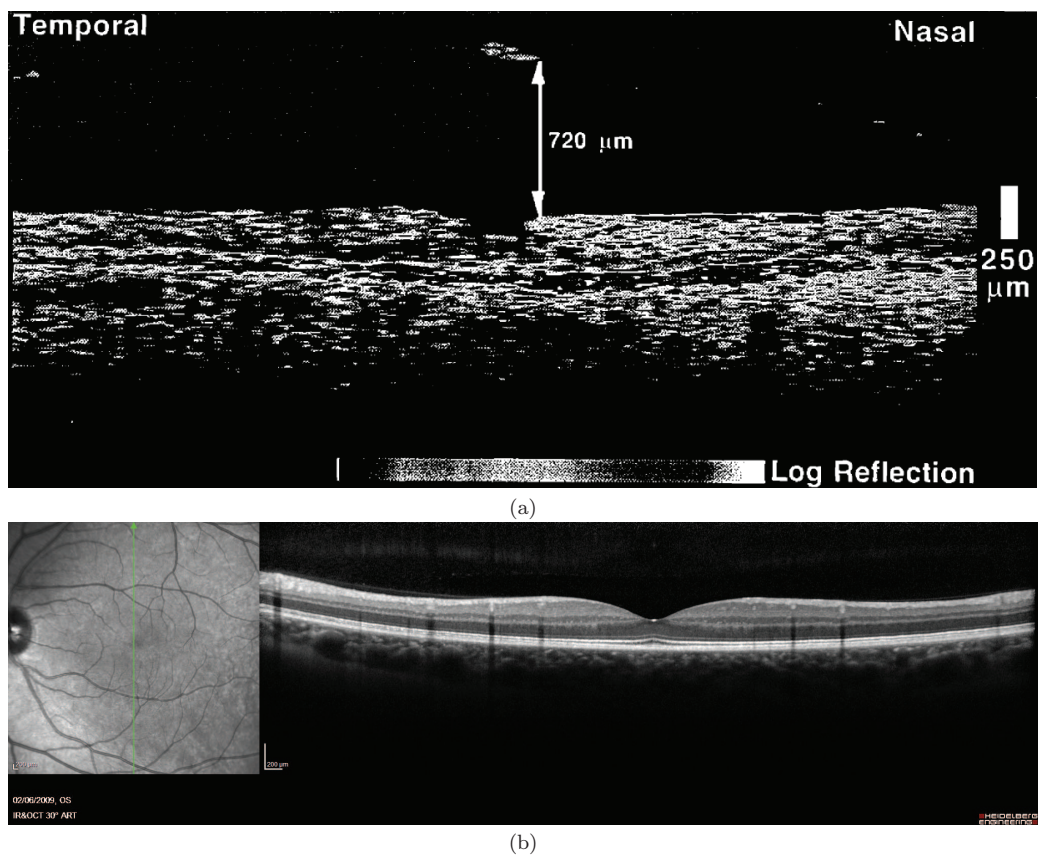 Temporal
Nasal
720 μm
250
μm
Log Reflection
(a)
200 μm
200 μm
02/06/2009, OS
IR&OCT 30° ART
HEIDELBERG
ENGINEERING
(b)